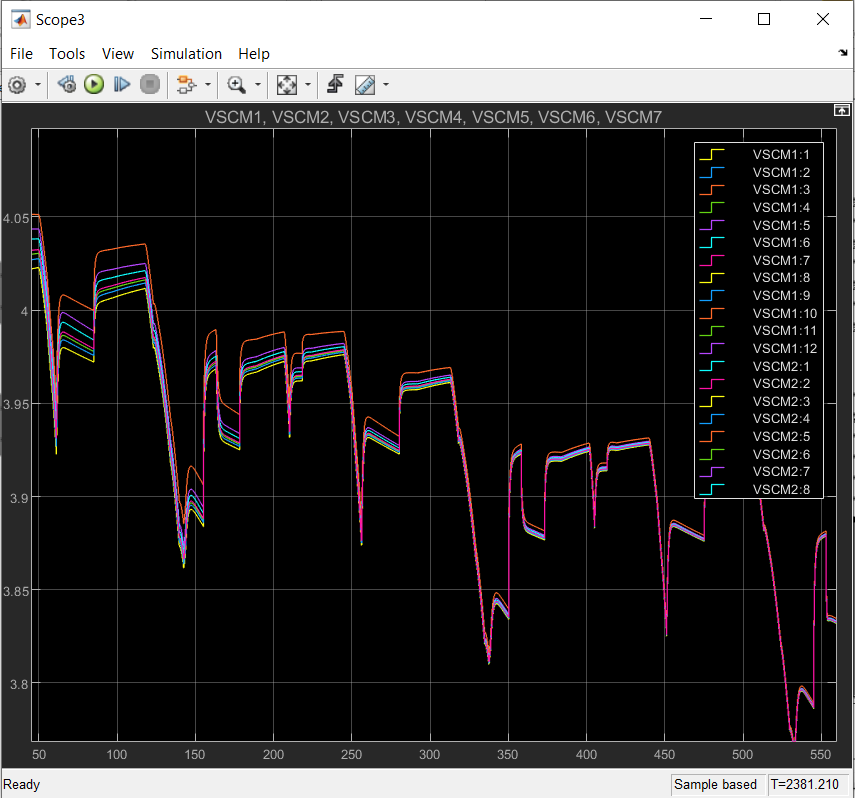 Scope3
File Tools View Simulation Help
VSCM1, VSCM2, VSCM3, VSCM4, VSCM5, VSCM6, VSCM7
VSCM1:1
VSCM1:2
VSCM1:3
VSCM1:4
VSCM1:5
VSCM1:6
VSCM1:7
VSCM1:8
VSCM1:9
VSCM1:10
VSCM1:11
VSCM1:12
VSCM2:1
VSCM2:2
VSCM2:3
VSCM2:4
VSCM2:5
VSCM2:6
VSCM2:7
VSCM2:8
4.05
4
3.95
3.9
3.85
3.8
50 100 150 200 250 300 350 400 450 500 550
Ready Sample based T=2381.210